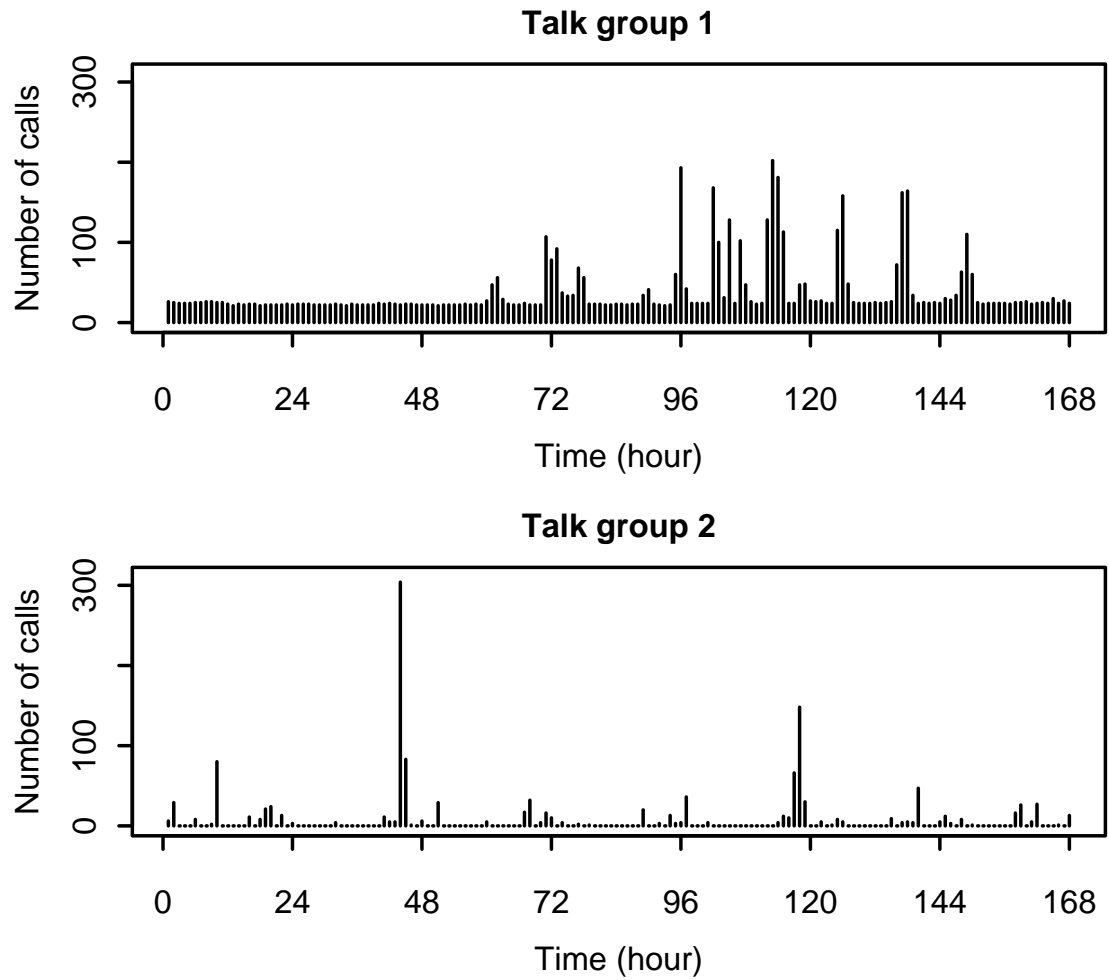 Talk group 1
Number of calls
300
100
0
0 24 48 72 96 120 144 168
Time (hour)
Talk group 2
Number of calls
300
100
0
0 24 48 72 96 120 144 168
Time (hour)